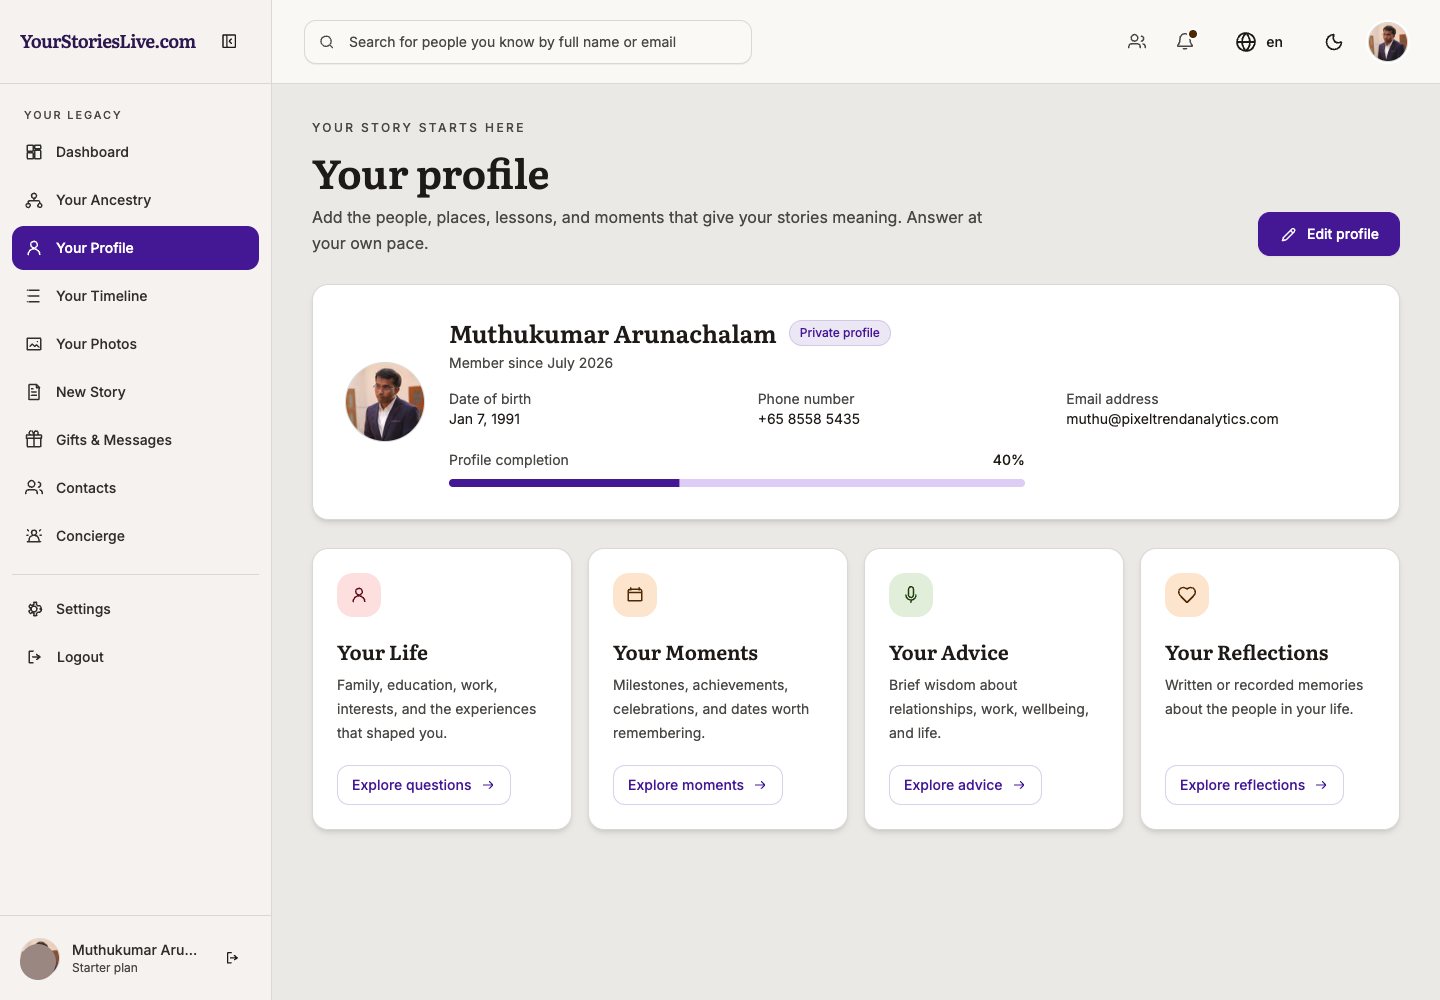 YourStoriesLive.com
Search for people you know by full name or email
en
YOUR LEGACY
Dashboard
Your Ancestry
Your Profile
Your Timeline
Your Photos
New Story
Gifts & Messages
Contacts
Concierge
Settings
Logout
Muthukumar Aru...
Starter plan
YOUR STORY STARTS HERE
Your profile
Add the people, places, lessons, and moments that give your stories meaning. Answer at
your own pace.
Edit profile
Muthukumar Arunachalam
Private profile
Member since July 2026
Date of birth
Jan 7, 1991
Phone number
+65 8558 5435
Email address
muthu@pixeltrendanalytics.com
Profile completion
40%
Your Life
Family, education, work,
interests, and the experiences
that shaped you.
Explore questions
Your Moments
Milestones, achievements,
celebrations, and dates worth
remembering.
Explore moments
Your Advice
Brief wisdom about
relationships, work, wellbeing,
and life.
Explore advice
Your Reflections
Written or recorded memories
about the people in your life.
Explore reflections